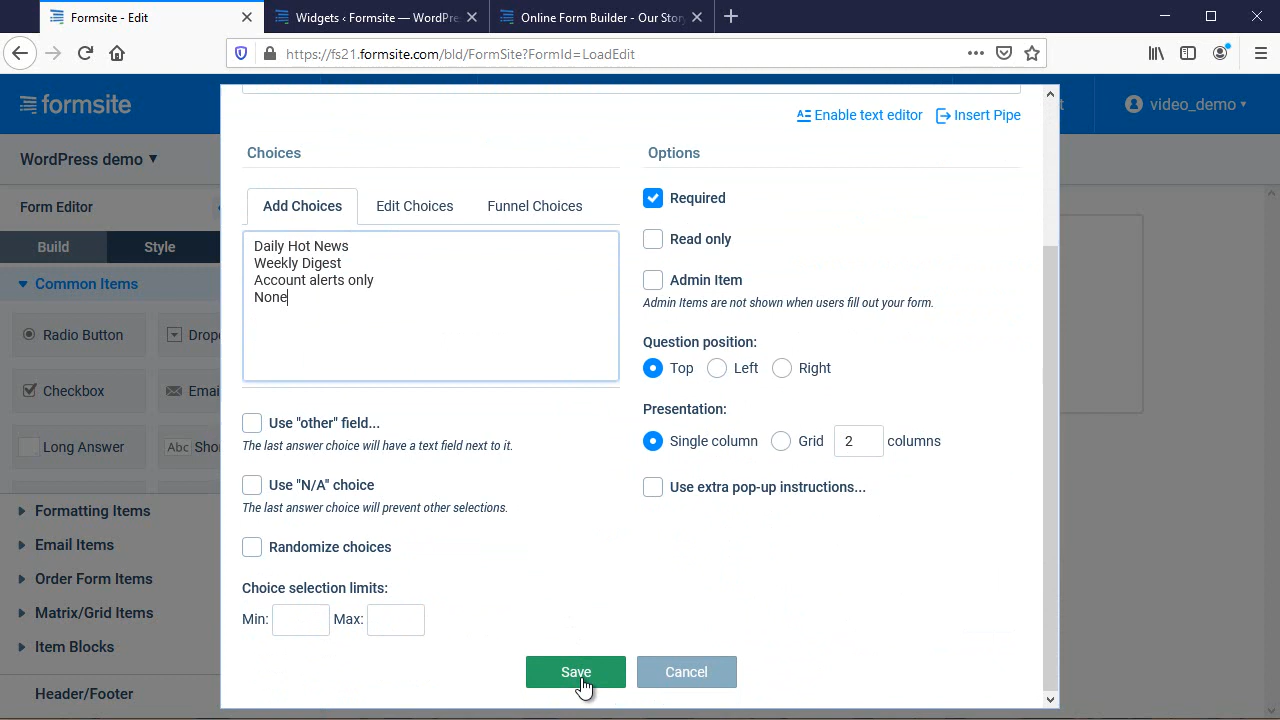 Formsite - Edit
Widgets ‹ Formsite — WordPre
Online Form Builder - Our Story
https://fs21.formsite.com/bld/FormSite?FormId=LoadEdit
formsite
video_demo
WordPress demo
Form Editor
Build
Style
Common Items
Radio Button
Checkbox
Long Answer
Abc
Formatting Items
Email Items
Order Form Items
Matrix/Grid Items
Item Blocks
Header/Footer
Enable text editor
Insert Pipe
Choices
Add Choices
Edit Choices
Funnel Choices
Daily Hot News
Weekly Digest
Account alerts only
None
Use "other" field...
The last answer choice will have a text field next to it.
Use "N/A" choice
The last answer choice will prevent other selections.
Randomize choices
Choice selection limits:
Min:
Max:
Options
Required
Read only
Admin Item
Admin Items are not shown when users fill out your form.
Question position:
Top
Left
Right
Presentation:
Single column
Grid
2
columns
Use extra pop-up instructions...
Save
Cancel